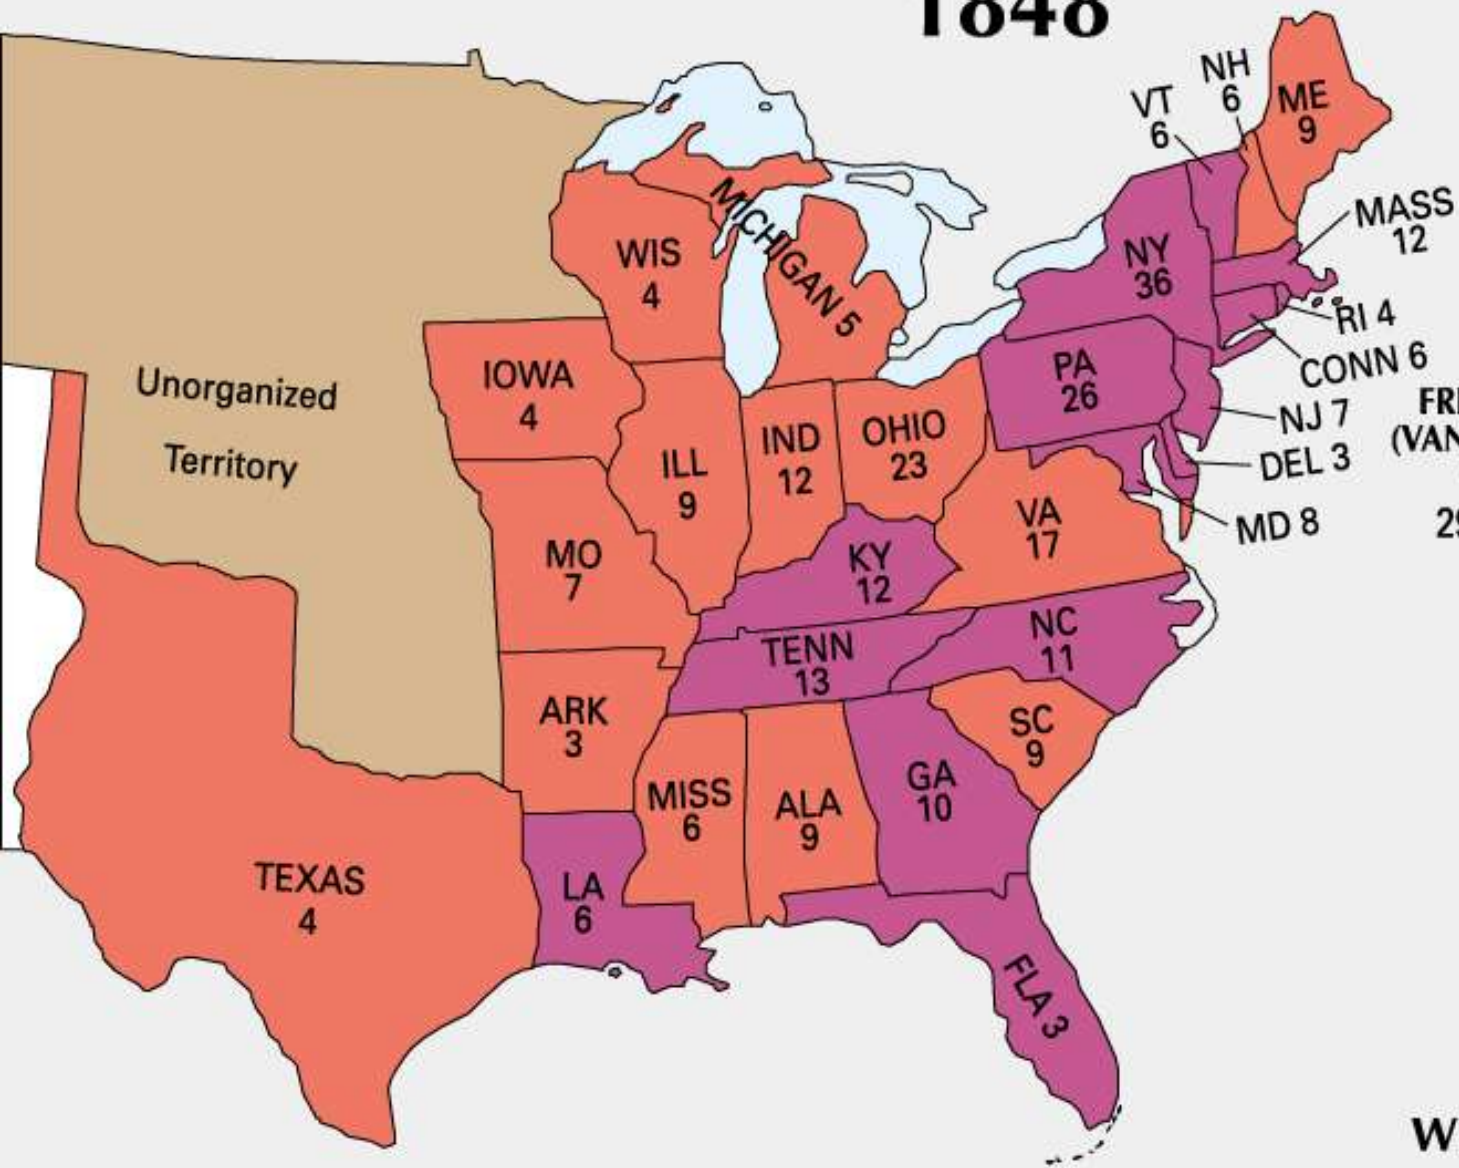 1848
NH
6
VT
6
ME
9
MASS
12
NY
36
RI 4
CONN 6
NJ 7
DEL 3
MD 8
PA
26
MICHIGAN 5
WIS
4
IOWA
4
Unorganized
Territory
ILL
9
IND
12
OHIO
23
VA
17
MO
7
KY
12
TENN
13
NC
11
ARK
3
SC
9
MISS
6
ALA
9
GA
10
TEXAS
4
LA
6
FLA 3
FR
(VAN
29
W